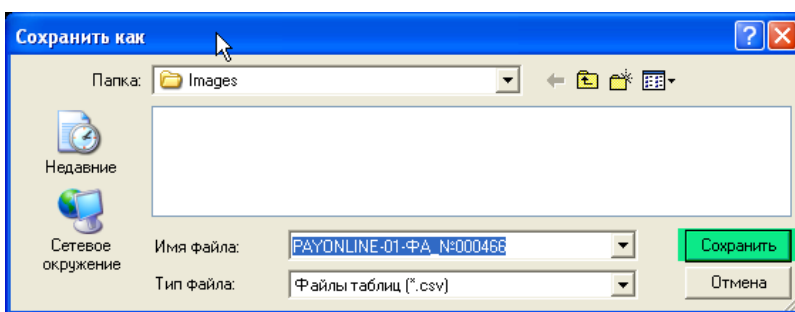 Сохранить как
Папка: Images
Недавние
Сетевое окружение
Имя файла: PAYONLINE-01-ФА_№000466 Сохранить
Тип файла: Файлы таблиц (*.csv) Отмена